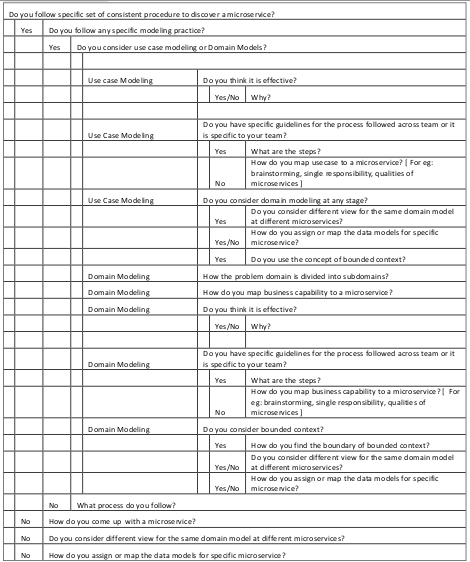 Do you follow specific set of consistent procedure to discover a microservice?
Yes Do you follow any specific modeling practice?
Yes Do you consider use case modeling or Domain Models?
Use case Modeling Do you think it is effective?
Yes/No Why?
Use Case Modeling Do you have specific guidelines for the process followed across team or it
is specific to your team?
Yes What are the steps?
No How do you map usecase to a microservice? [ For eg:
brainstorming, single responsibility, qualities of
microservices ]
Use Case Modeling Do you consider domain modeling at any stage?
Yes Do you consider different view for the same domain model
at different microservices?
Yes/No How do you assign or map the data models for specific
microservice?
Yes Do you use the concept of bounded context?
Domain Modeling How the problem domain is divided into subdomains?
Domain Modeling How do you map business capability to a microservice?
Domain Modeling Do you think it is effective?
Yes/No Why?
Domain Modeling Do you have specific guidelines for the process followed across team or it
is specific to your team?
Yes What are the steps?
No How do you map business capability to a microservice? [ For
eg: brainstorming, single responsibility, qualities of
microservices ]
Domain Modeling Do you consider bounded context?
Yes How do you find the boundary of bounded context?
Yes/No Do you consider different view for the same domain model
at different microservices?
Yes/No How do you assign or map the data models for specific
microservice?
No What process do you follow?
No How do you come up with a microservice?
No Do you consider different view for the same domain model at different microservices?
No How do you assign or map the data models for specific microservice?